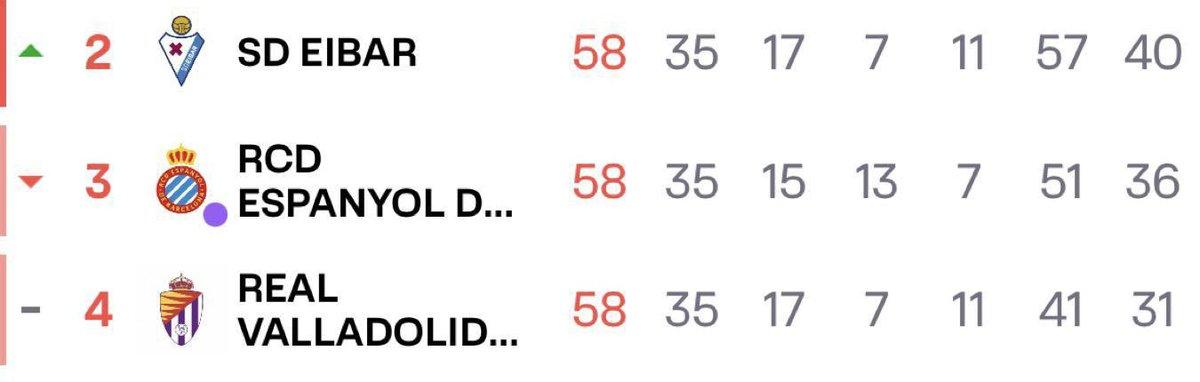 2 SD EIBAR 58 35 17 7 11 57 40
3 RCD
ESPANYOL D... 58 35 15 13 7 51 36
4 REAL
VALLADOLID... 58 35 17 7 11 41 31